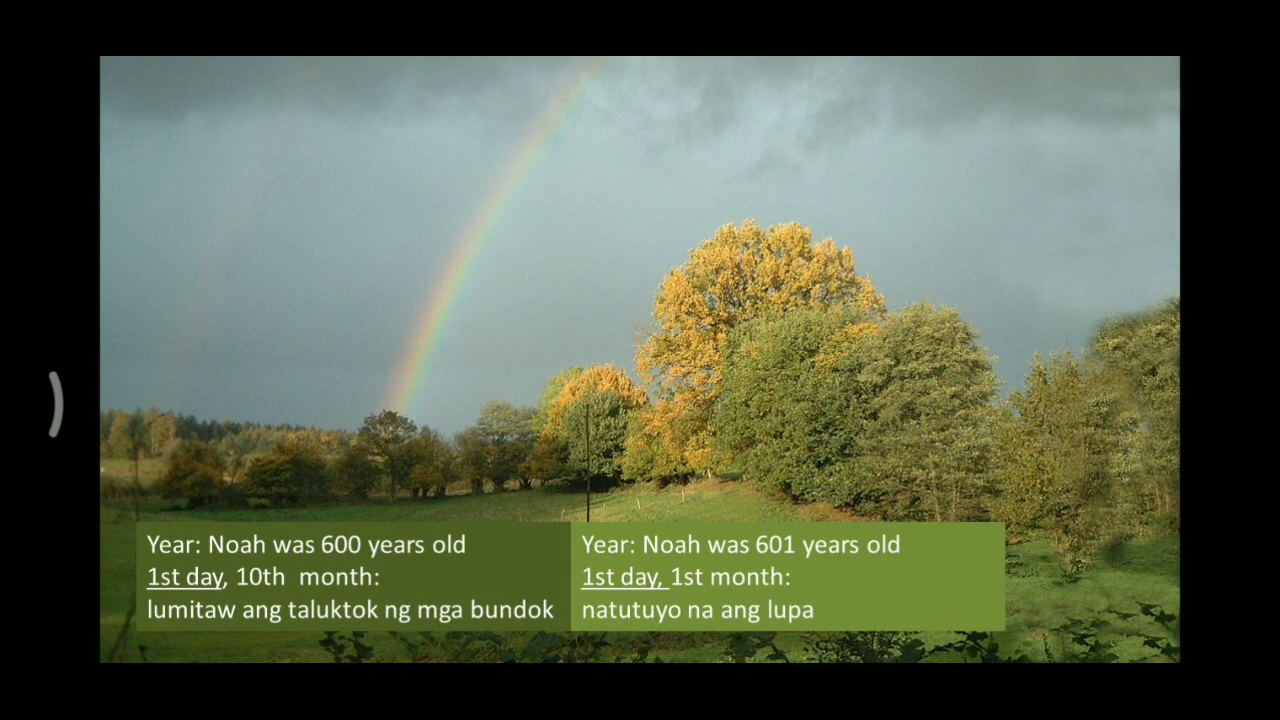 Year: Noah was 600 years old
1st day, 10th month:
lumitaw ang taluktok ng mga bundok
Year: Noah was 601 years old
1st day, 1st month:
natutuyo na ang lupa